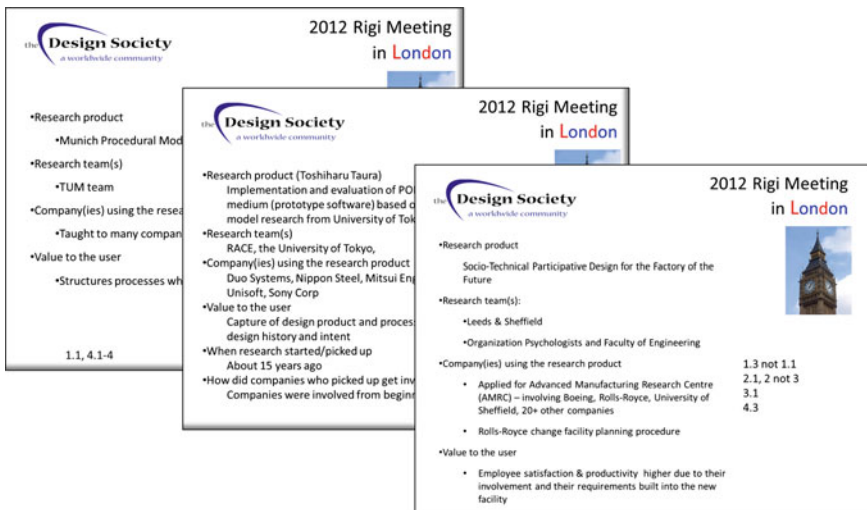 the Design Society
a worldwide community
2012 Rigi Meeting
in London
•Research product
•Munich Procedural
•Research team(s)
•TUM team
•Company(ies) using the
•Taught to many
•Value to the user
•Structures processes
1.1, 4.1-4
the Design Society
a worldwide community
2012 Rigi Meeting
in London
•Research product (Toshiharu Taura)
Implementation and evaluation of
medium (prototype software) based
model research from University of
•Research team(s)
RACE, the University of Tokyo,
•Company(ies) using the research product
Duo Systems, Nippon Steel, Mitsui
Unisoft, Sony Corp
•Value to the user
Capture of design product and
design history and intent
•When research started/picked up
About 15 years ago
•How did companies who picked up get
Companies were involved from
the Design Society
a worldwide community
2012 Rigi Meeting
in London
•Research product
Socio-Technical Participative Design for the Factory of the
Future
•Research team(s):
•Leeds & Sheffield
•Organization Psychologists and Faculty of Engineering
•Company(ies) using the research product
• Applied for Advanced Manufacturing Research Centre
(AMRC) – involving Boeing, Rolls-Royce, University of
Sheffield, 20+ other companies
• Rolls-Royce change facility planning procedure
•Value to the user
• Employee satisfaction & productivity higher due to their
involvement and their requirements built into the new
facility
1.3 not 1.1
2.1, 2 not 3
3.1
4.3